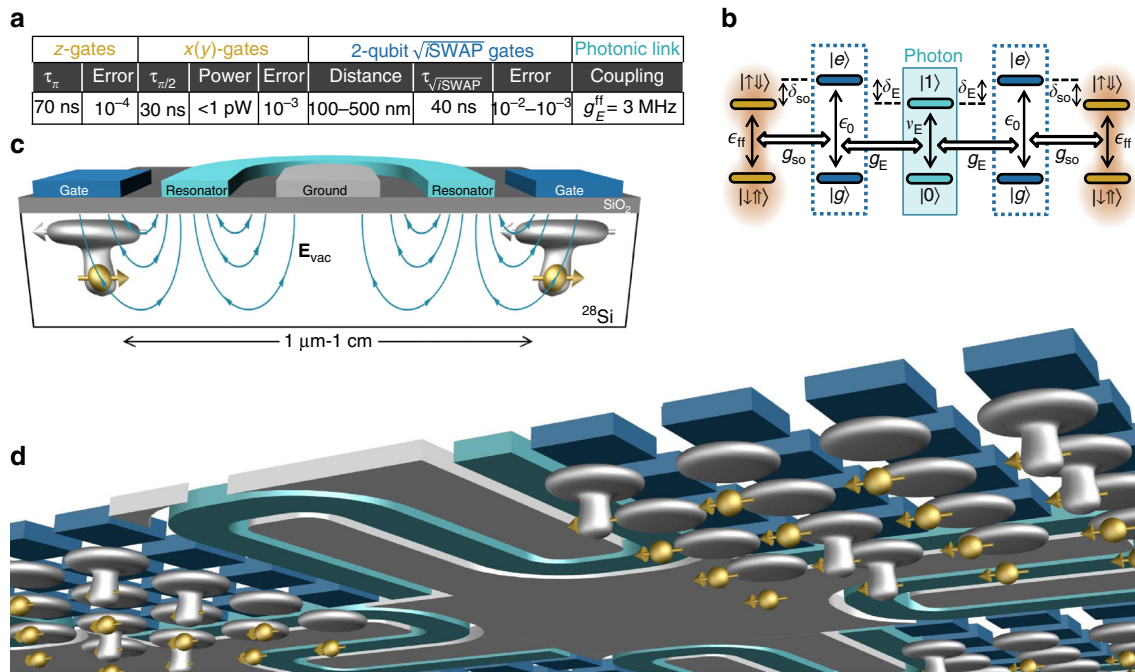 a
z-gates x(y)-gates 2-qubit √iSWAP gates Photonic link
τπ Error τπ/2 Power Error Distance τ√iSWAP Error Coupling
70 ns 10⁻⁴ 30 ns <1 pW 10⁻³ 100–500 nm 40 ns 10⁻²–10⁻³ g_E^ff = 3 MHz
b
Photon
|e⟩ |e⟩
|↑⇓⟩ δso δE |1⟩ δE δso |↑⇓⟩
ϵff ϵ0 νE ϵ0 ϵff
gso gE gE gso
|↓⇑⟩ |g⟩ |0⟩ |g⟩ |↓⇑⟩
c
Gate Resonator Ground Resonator Gate
SiO₂
Evac
²⁸Si
1 μm-1 cm
d